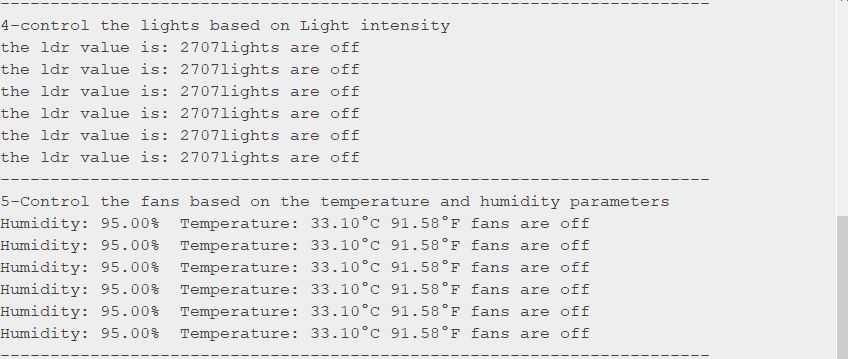 -----------------------------------------------------------------------
4-control the lights based on Light intensity
the ldr value is: 2707lights are off
the ldr value is: 2707lights are off
the ldr value is: 2707lights are off
the ldr value is: 2707lights are off
the ldr value is: 2707lights are off
the ldr value is: 2707lights are off
-----------------------------------------------------------------------
5-Control the fans based on the temperature and humidity parameters
Humidity: 95.00%  Temperature: 33.10°C 91.58°F fans are off
Humidity: 95.00%  Temperature: 33.10°C 91.58°F fans are off
Humidity: 95.00%  Temperature: 33.10°C 91.58°F fans are off
Humidity: 95.00%  Temperature: 33.10°C 91.58°F fans are off
Humidity: 95.00%  Temperature: 33.10°C 91.58°F fans are off
Humidity: 95.00%  Temperature: 33.10°C 91.58°F fans are off
-----------------------------------------------------------------------